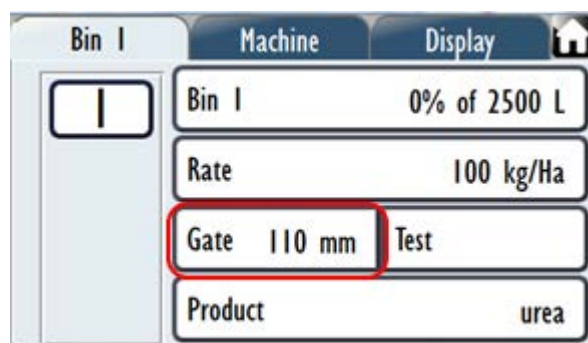 Bin 1 Machine Display
1
Bin 1 0% of 2500 L
Rate 100 kg/Ha
Gate 110 mm Test
Product urea